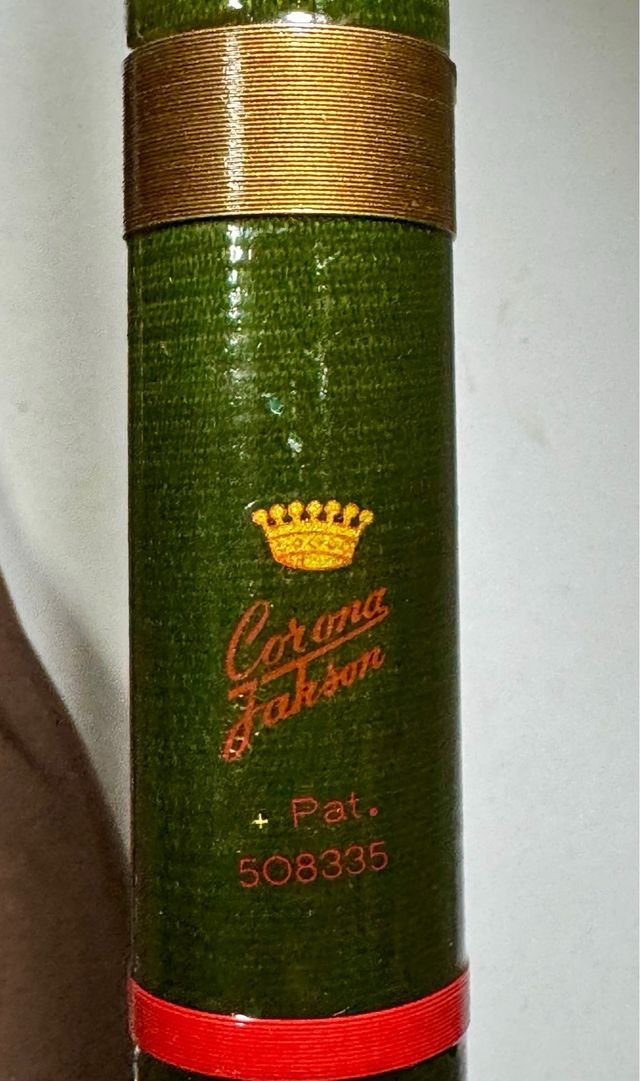 Corona
Jakson
+ Pat.
508335